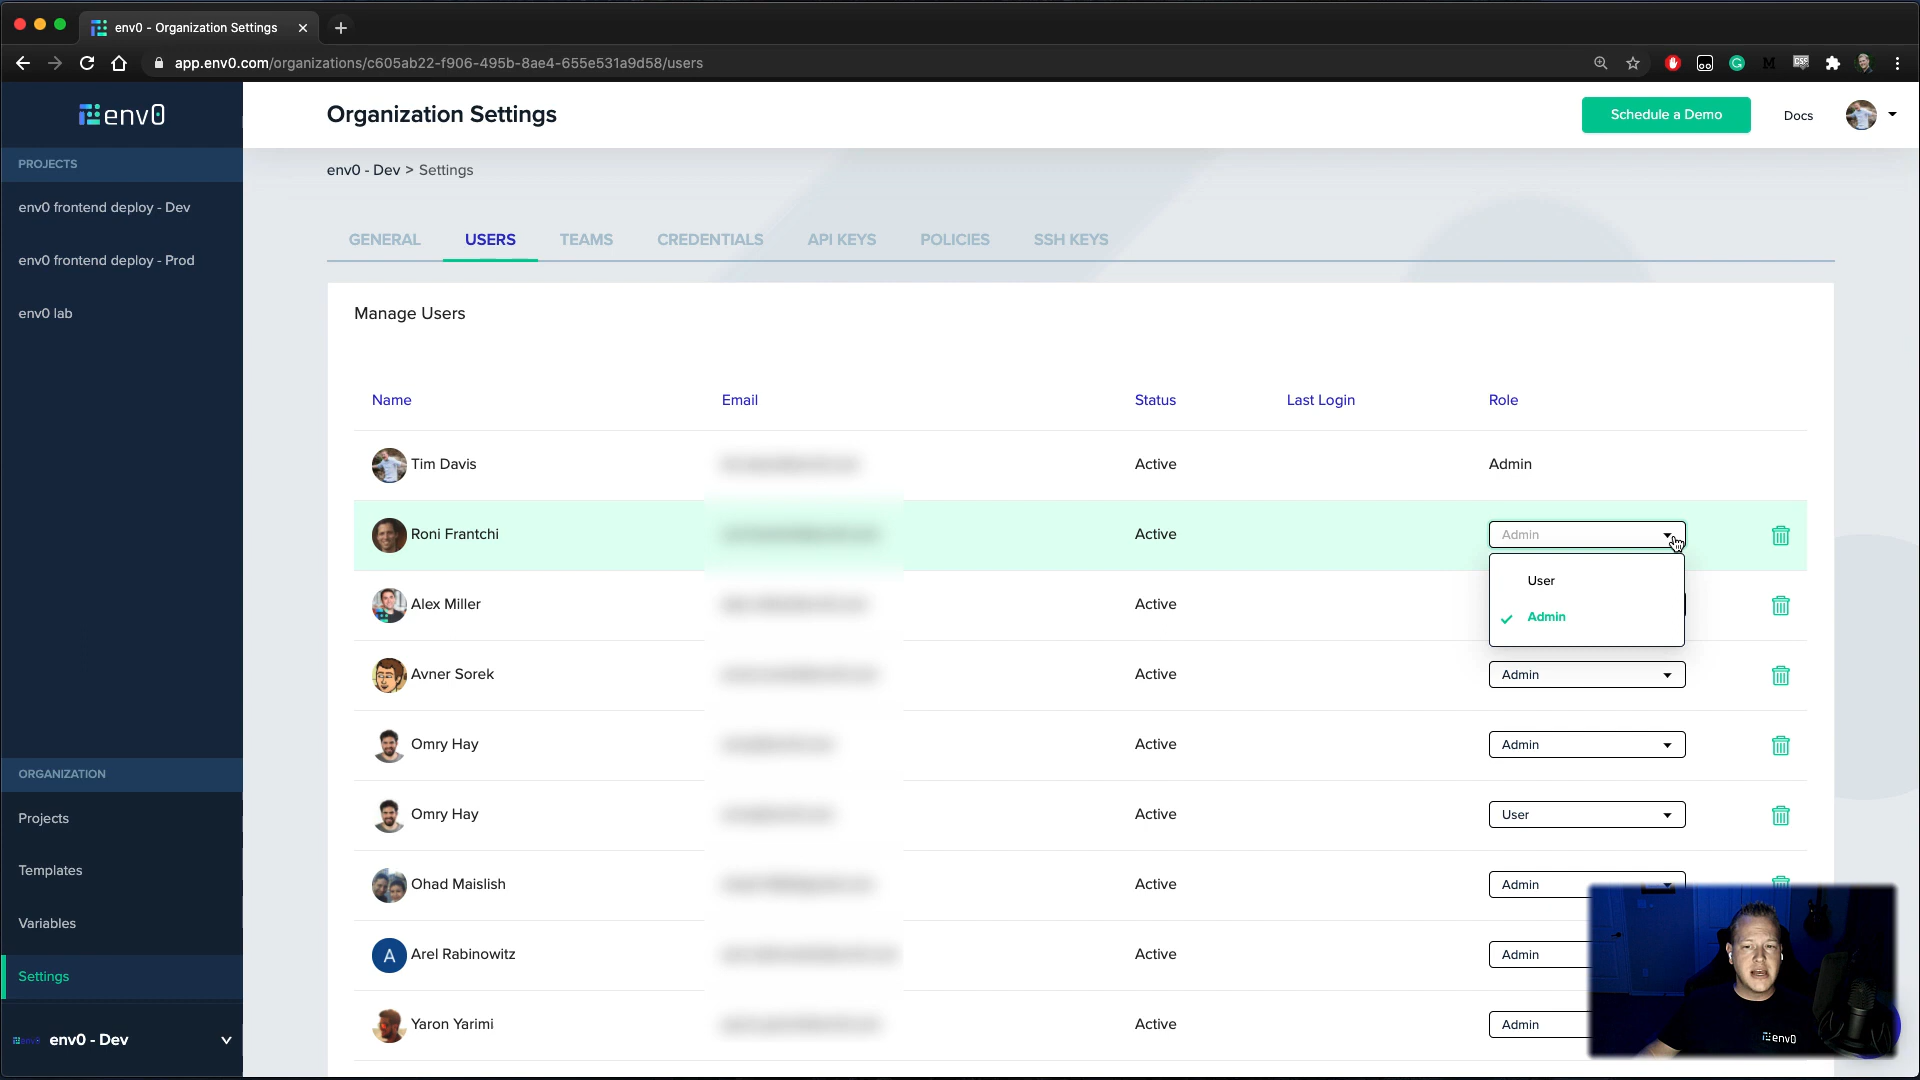 env0 - Organization Settings
app.env0.com/organizations/c605ab22-f906-495b-8ae4-655e531a9d58/users
env0
Organization Settings
Schedule a Demo
Docs
PROJECTS
env0 frontend deploy - Dev
env0 frontend deploy - Prod
env0 lab
env0 - Dev > Settings
GENERAL USERS TEAMS CREDENTIALS API KEYS POLICIES SSH KEYS
Manage Users
Name Email Status Last Login Role
Tim Davis Active Admin
Roni Frantchi Active Admin
User
Admin
Alex Miller Active
Avner Sorek Active Admin
Omry Hay Active Admin
Omry Hay Active User
Ohad Maislish Active Admin
A Arel Rabinowitz Active Admin
Yaron Yarimi Active Admin
ORGANIZATION
Projects
Templates
Variables
Settings
env0 - Dev
env0